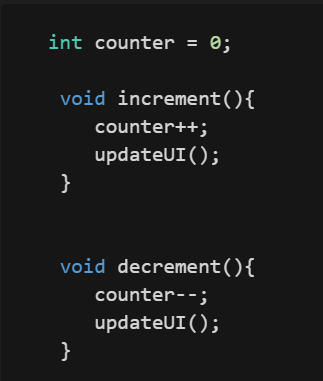 int counter = 0;
void increment(){
counter++;
updateUI();
}
void decrement(){
counter--;
updateUI();
}